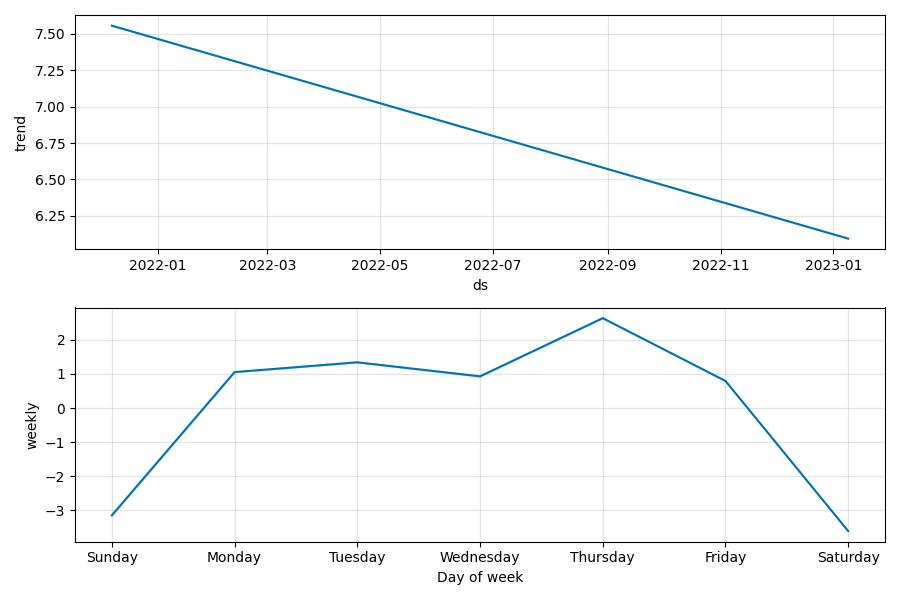 7.50
7.25
7.00
6.75
6.50
6.25
trend
2022-01 2022-03 2022-05 2022-07 2022-09 2022-11 2023-01
ds
2
1
0
−1
−2
−3
weekly
Sunday Monday Tuesday Wednesday Thursday Friday Saturday
Day of week